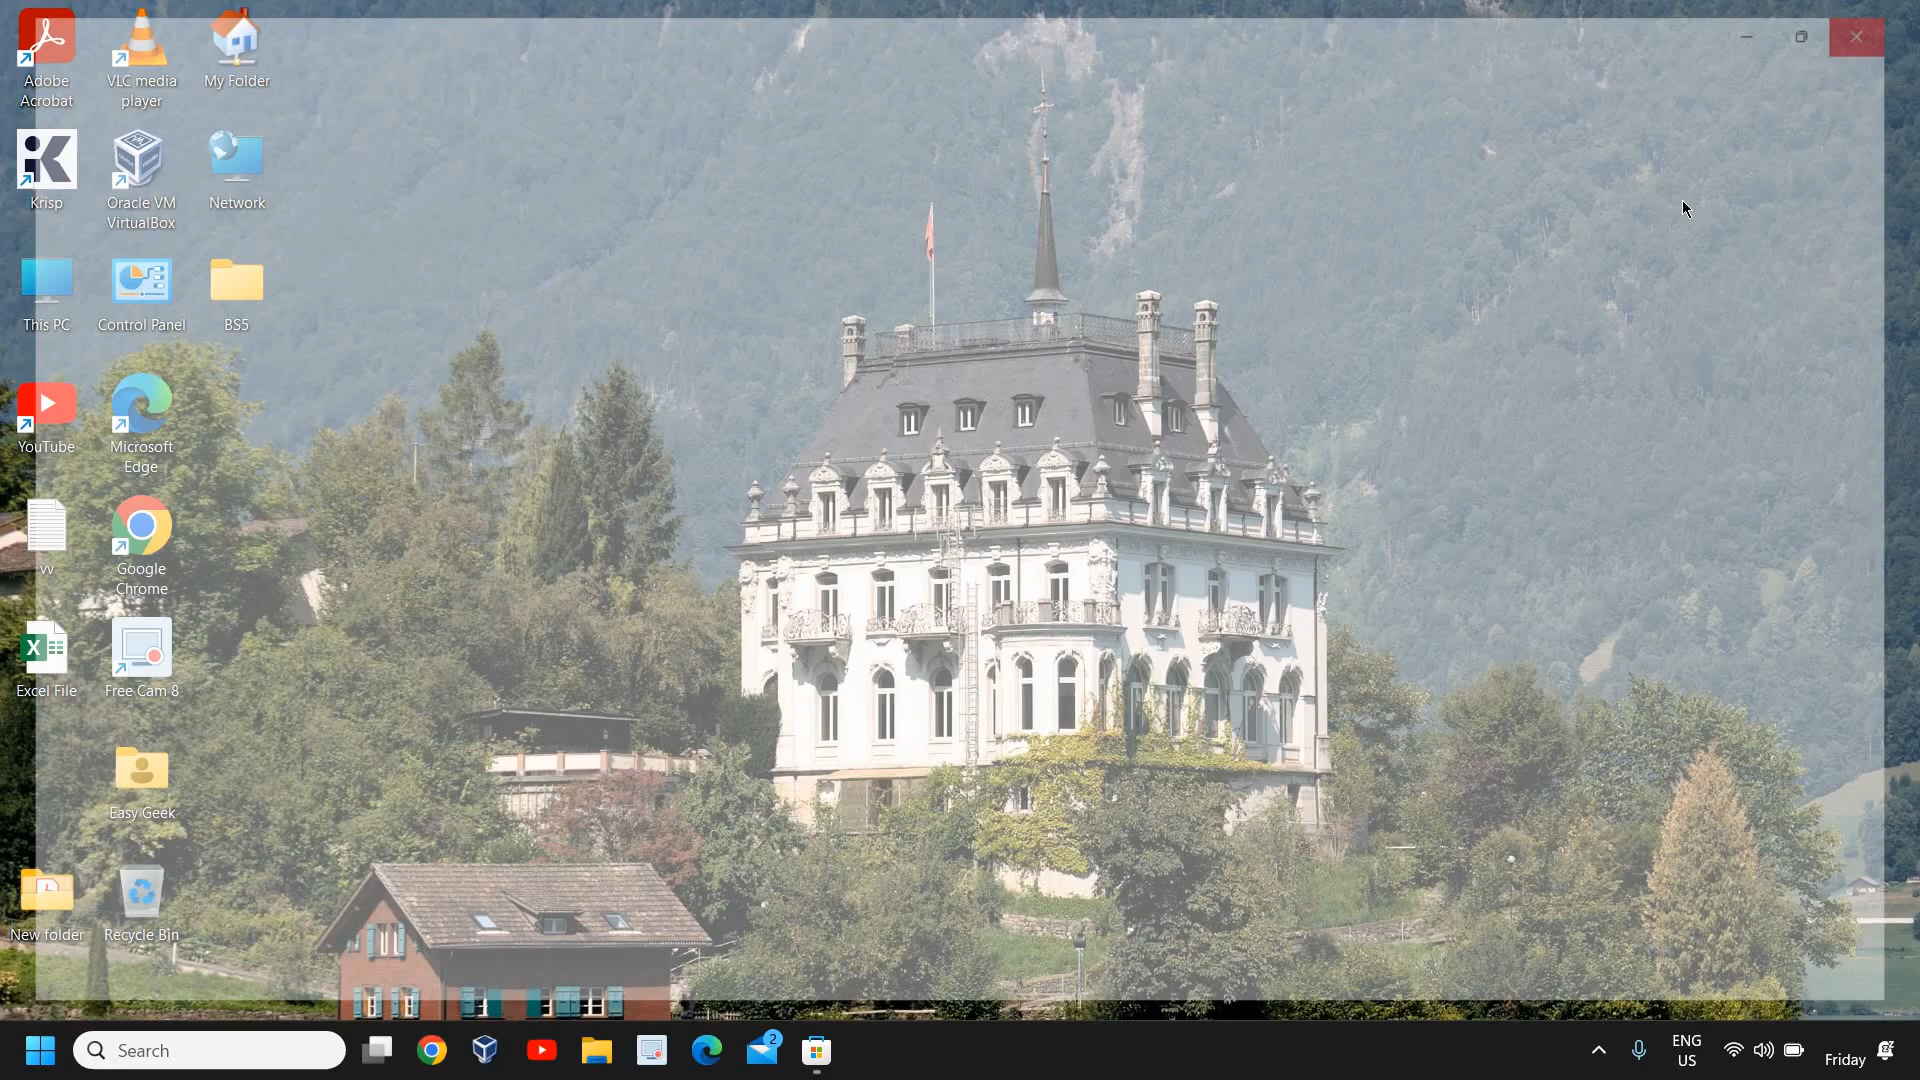 Adobe
Acrobat
VLC media
player
My Folder
Krisp
Oracle VM
VirtualBox
Network
This PC
Control Panel
BS5
YouTube
Microsoft
Edge
vv
Google
Chrome
Excel File
Free Cam 8
Easy Geek
New folder
Recycle Bin
Search
2
ENG
US
Friday